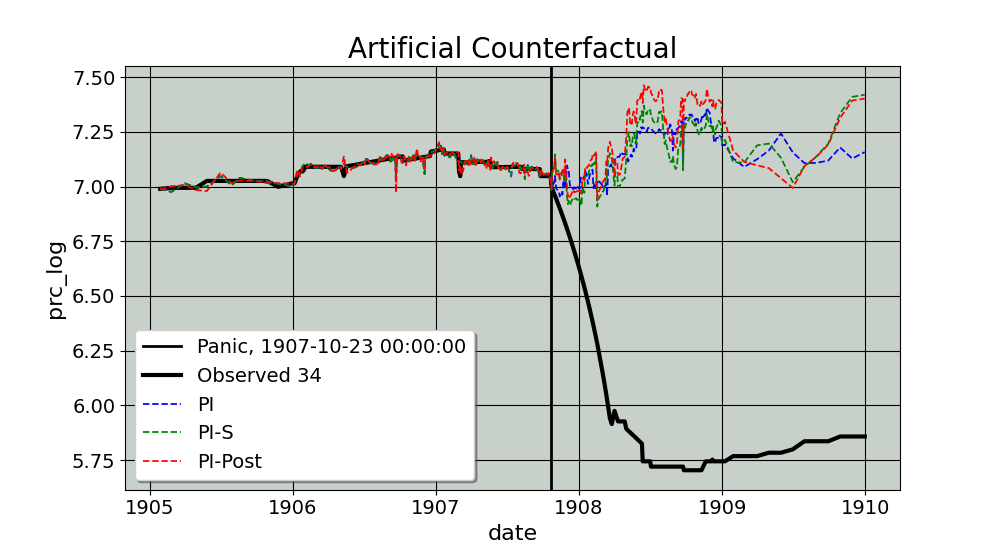 Artificial Counterfactual
7.50
7.25
7.00
6.75
6.50
6.25
6.00
5.75
prc_log
Panic, 1907-10-23 00:00:00
Observed 34
PI
PI-S
PI-Post
1905
1906
1907
1908
1909
1910
date